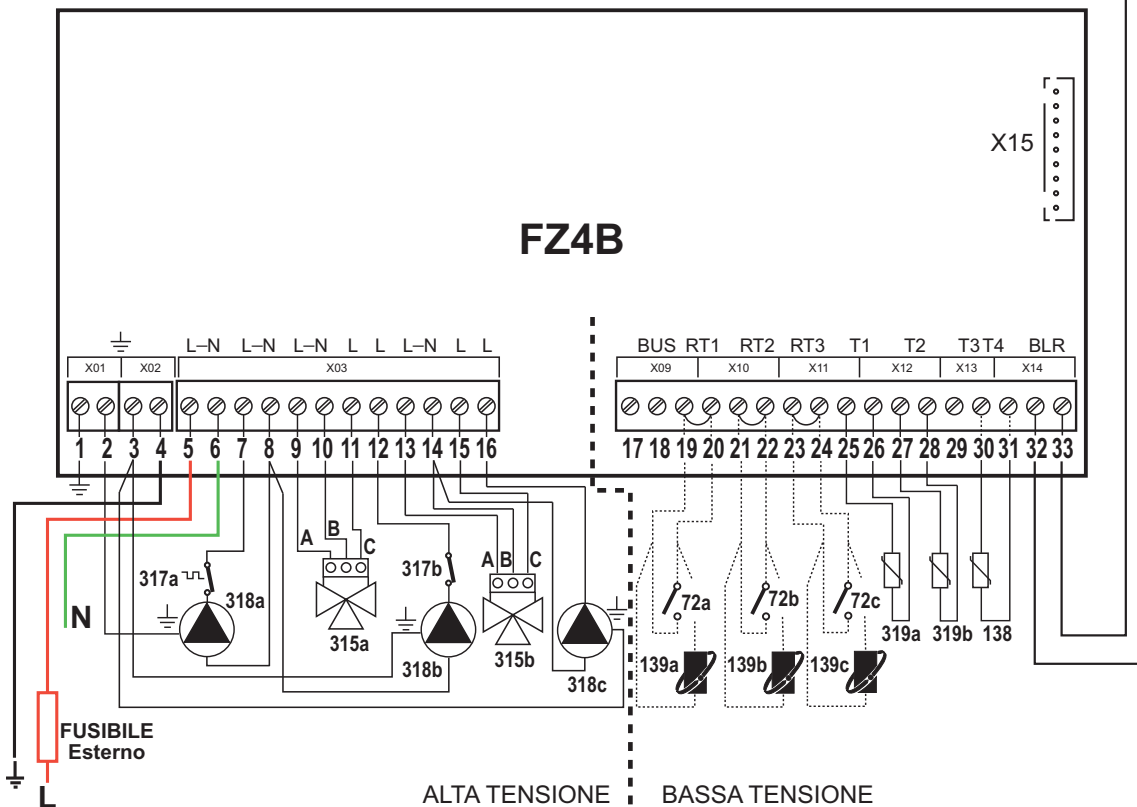 X15
FZ4B
L–N L–N L–N L L L–N L L
X01 X02 X03
BUS RT1 RT2 RT3 T1 T2 T3 T4 BLR
X09 X10 X11 X12 X13 X14
1 2 3 4 5 6 7 8 9 10 11 12 13 14 15 16
17 18 19 20 21 22 23 24 25 26 27 28 29 30 31 32 33
A B C
A B C
317a
318a
N
315a
317b
318b
315b
318c
72a
72b
72c
319a
319b
138
139a
139b
139c
FUSIBILE
Esterno
L
ALTA TENSIONE
BASSA TENSIONE